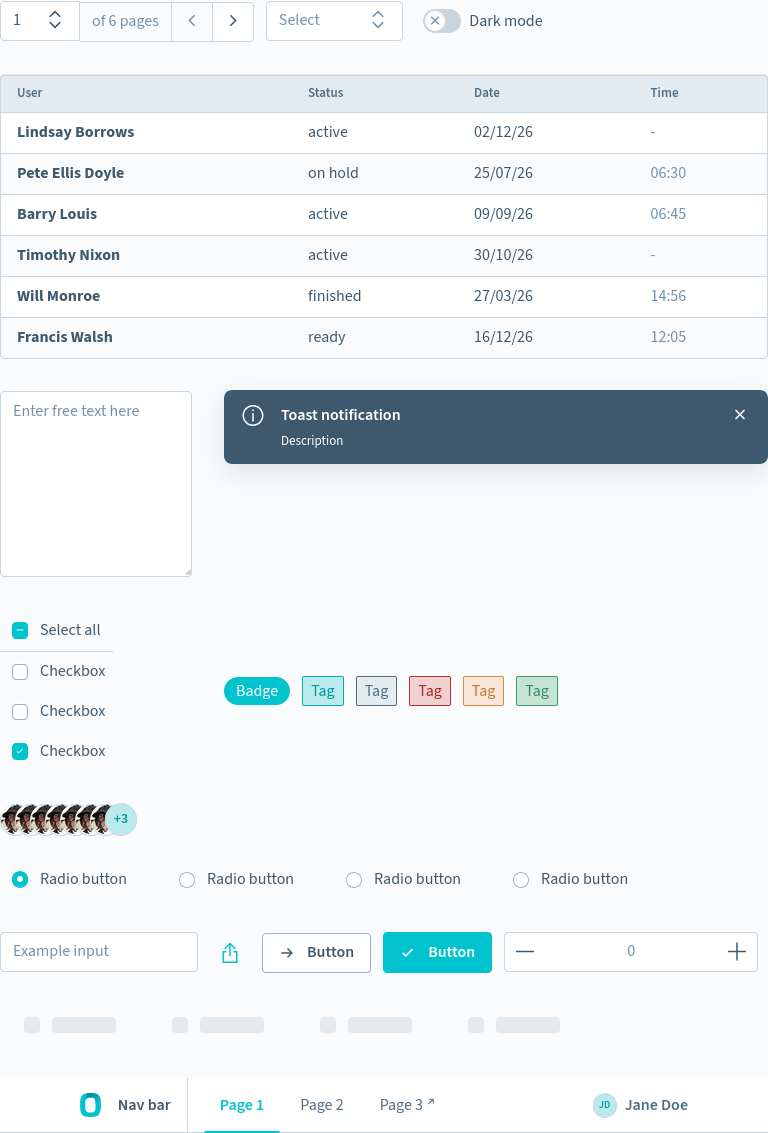 1 of 6 pages Select Dark mode
User Status Date Time
Lindsay Borrows active 02/12/26 -
Pete Ellis Doyle on hold 25/07/26 06:30
Barry Louis active 09/09/26 06:45
Timothy Nixon active 30/10/26 -
Will Monroe finished 27/03/26 14:56
Francis Walsh ready 16/12/26 12:05
Enter free text here
Toast notification
Description
Select all
Checkbox
Checkbox
Checkbox
Badge Tag Tag Tag Tag Tag
+3
Radio button Radio button Radio button Radio button
Example input Button Button 0
Nav bar Page 1 Page 2 Page 3 ↗ JD Jane Doe